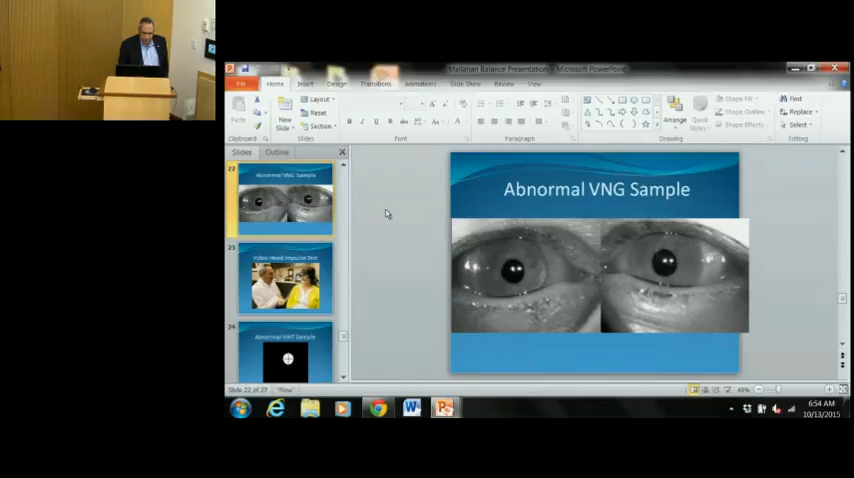 Mallahan Balance Presentation - Microsoft PowerPoint
File
Home
Insert
Design
Transitions
Animations
Slide Show
Review
View
Paste
New
Slide
Layout
Reset
Section
Arrange
Quick
Styles
Shape Fill
Shape Outline
Shape Effects
Find
Replace
Select
Clipboard
Slides
Font
Paragraph
Drawing
Editing
Slides
Outline
22
Abnormal VNG Sample
23
Video Head Impulse Test
24
Abnormal VHIT Sample
Abnormal VNG Sample
Slide 22 of 27
"Flow"
49%
6:54 AM
10/13/2015